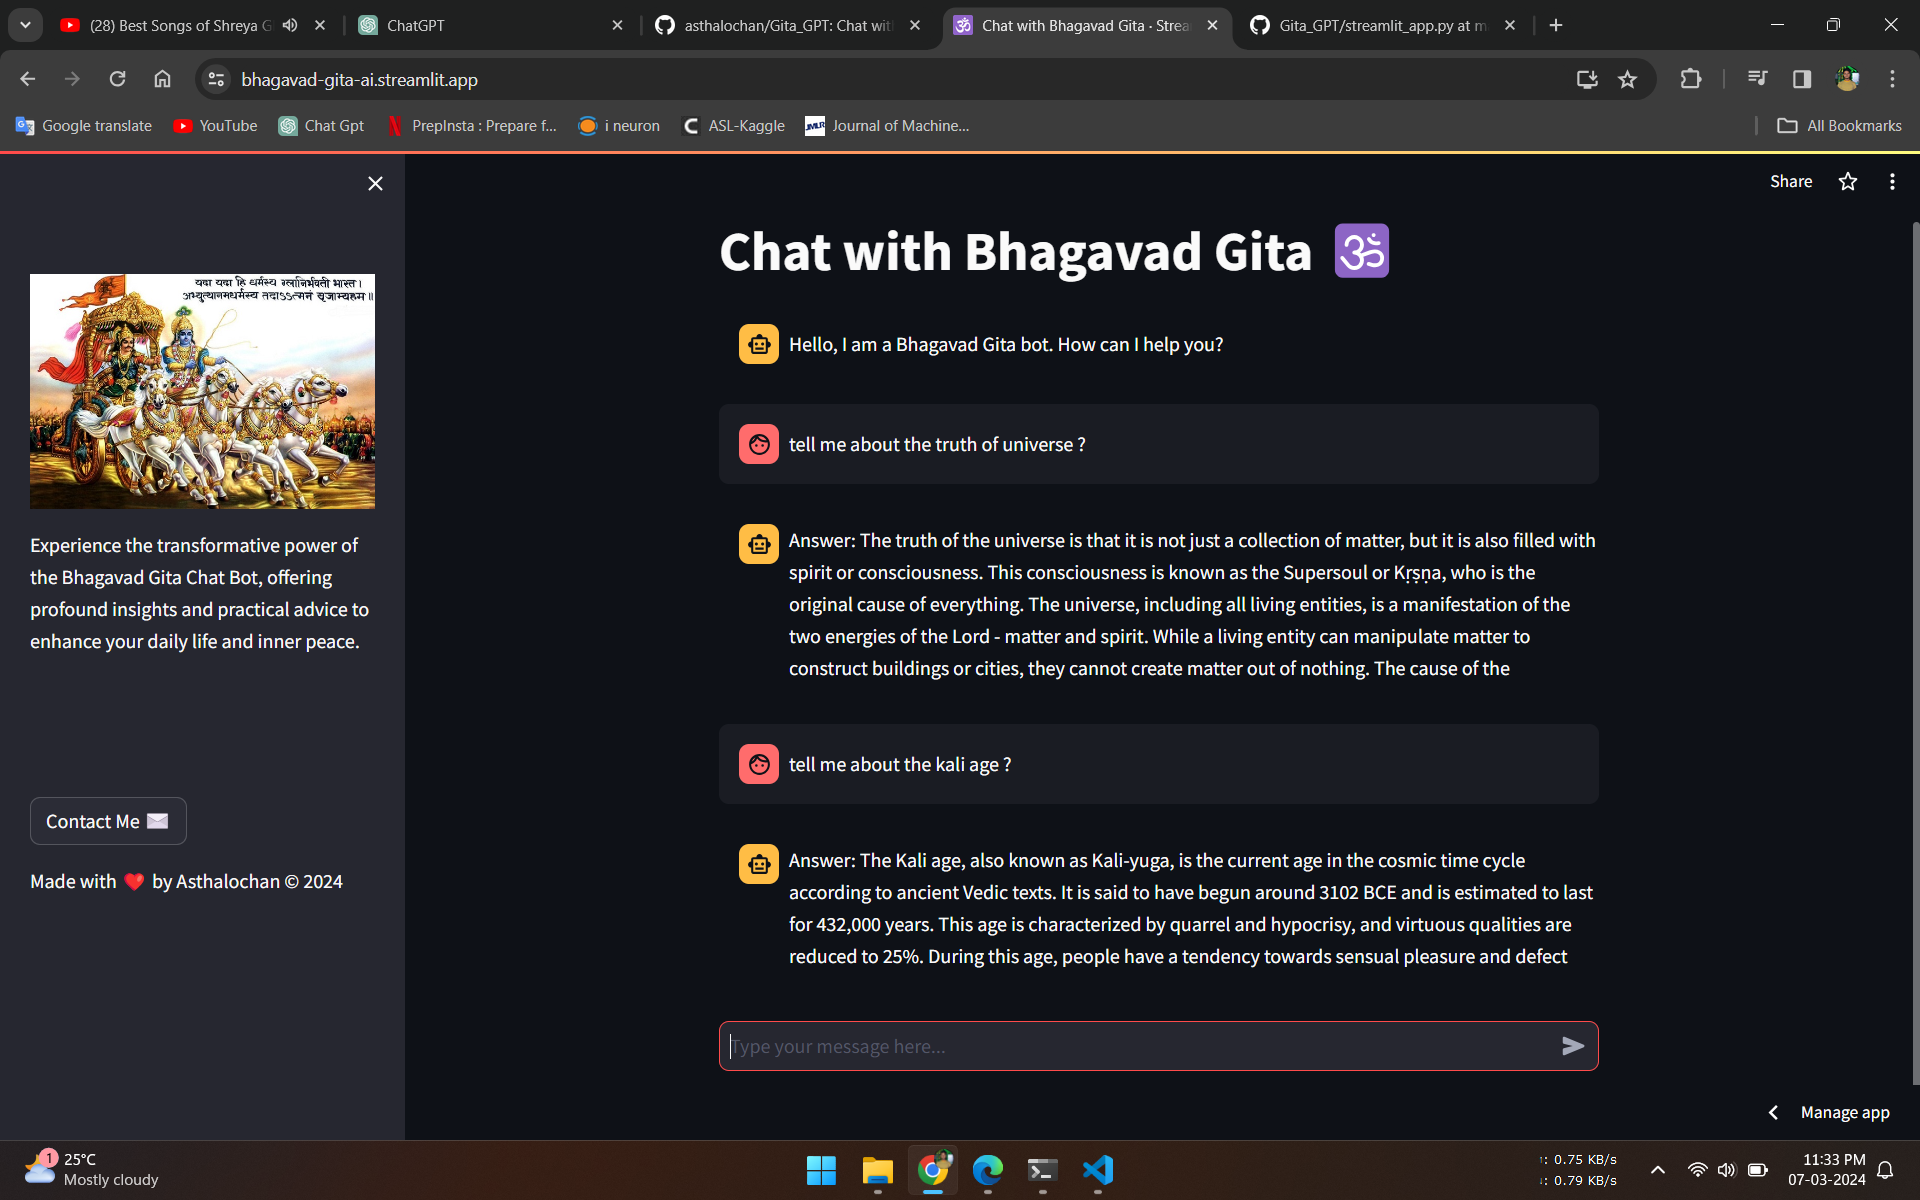 (28) Best Songs of Shreya G
ChatGPT
asthalochan/Gita_GPT: Chat wit
Chat with Bhagavad Gita · Strea
Gita_GPT/streamlit_app.py at m
bhagavad-gita-ai.streamlit.app
Google translate
YouTube
Chat Gpt
PrepInsta : Prepare f...
i neuron
ASL-Kaggle
JMLR
Journal of Machine...
All Bookmarks
Share
यदा यदा हि धर्मस्य ग्लानिर्भवती भारत।
अभ्युत्थानमधर्मस्य तदाऽऽत्मनं सृजाम्यहम॥
Experience the transformative power of
the Bhagavad Gita Chat Bot, offering
profound insights and practical advice to
enhance your daily life and inner peace.
Contact Me
Made with ❤️ by Asthalochan © 2024
Chat with Bhagavad Gita 🕉️
Hello, I am a Bhagavad Gita bot. How can I help you?
tell me about the truth of universe ?
Answer: The truth of the universe is that it is not just a collection of matter, but it is also filled with
spirit or consciousness. This consciousness is known as the Supersoul or Kṛṣṇa, who is the
original cause of everything. The universe, including all living entities, is a manifestation of the
two energies of the Lord - matter and spirit. While a living entity can manipulate matter to
construct buildings or cities, they cannot create matter out of nothing. The cause of the
tell me about the kali age ?
Answer: The Kali age, also known as Kali-yuga, is the current age in the cosmic time cycle
according to ancient Vedic texts. It is said to have begun around 3102 BCE and is estimated to last
for 432,000 years. This age is characterized by quarrel and hypocrisy, and virtuous qualities are
reduced to 25%. During this age, people have a tendency towards sensual pleasure and defect
Type your message here...
Manage app
1
25°C
Mostly cloudy
↑: 0.75 KB/s
↓: 0.79 KB/s
11:33 PM
07-03-2024